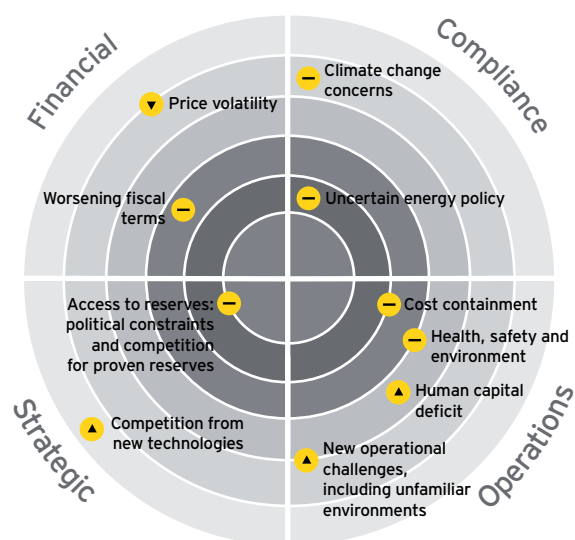 Financial
Compliance
Climate change
concerns
Price volatility
Worsening fiscal
terms
Uncertain energy policy
Access to reserves:
political constraints
and competition
for proven reserves
Cost containment
Health, safety and
environment
Human capital
deficit
Competition from
new technologies
New operational
challenges,
including unfamiliar
environments
Strategic
Operations